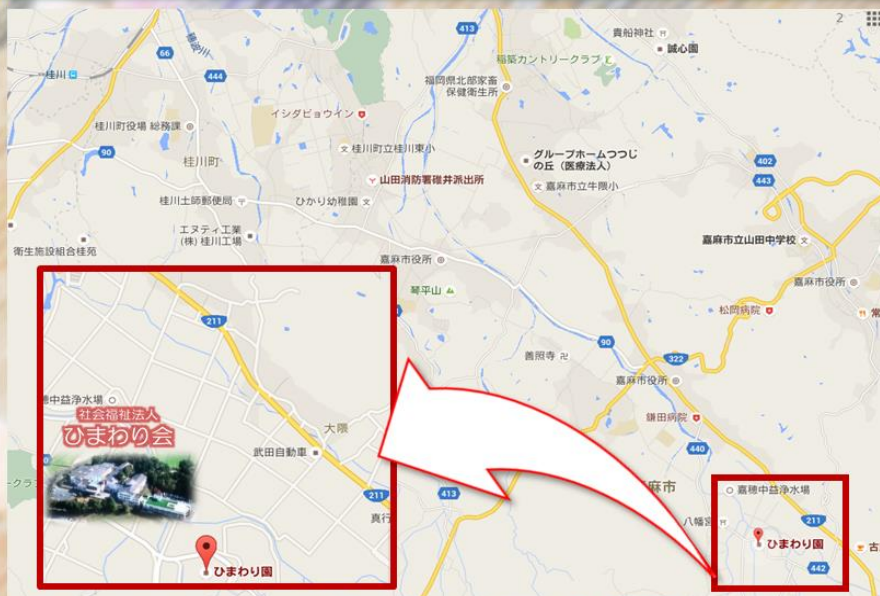 2
413
貴船神社
誠心園
66
稲築カントリークラブ
桂川
444
福岡県北部家畜
保健衛生所
イシダビョウイン
桂川町役場 総務課
90
桂川町立桂川東小
グループホームつつじ
の丘（医療法人）
402
桂川町
443
山田消防署碓井派出所
嘉麻市立牛隈小
桂川土師郵便局
ひかり幼稚園
エヌティ工業
(株) 桂川工場
嘉麻市立山田中学校
衛生施設組合桂苑
嘉麻市役所
嘉麻市役所
琴平山
松岡病院
211
90
善照寺
322
嘉麻市役所
中益浄水場
社会福祉法人
ひまわり会
大隈
鎌田病院
武田自動車
440
麻市
嘉穂中益浄水場
211
413
八幡宮
211
真行
ひまわり園
ひまわり園
442